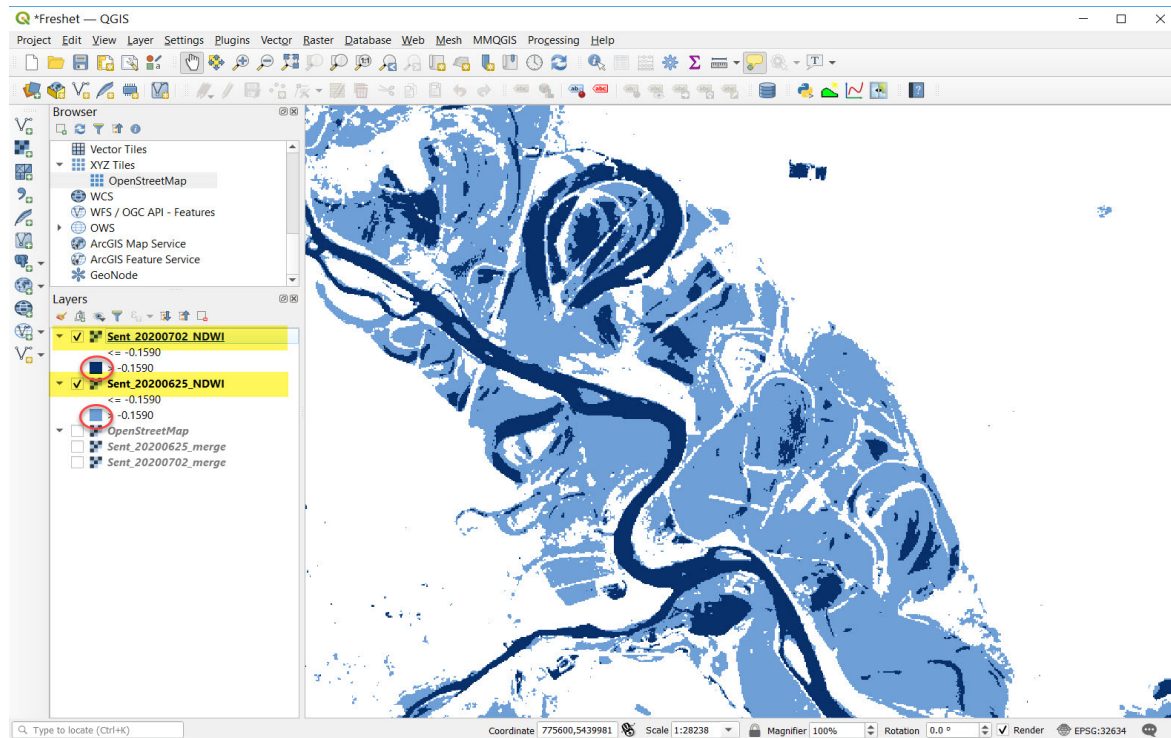 *Freshet — QGIS
Project Edit View Layer Settings Plugins Vector Raster Database Web Mesh MMQGIS Processing Help
Browser
Vector Tiles
XYZ Tiles
OpenStreetMap
WCS
WFS / OGC API - Features
OWS
ArcGIS Map Service
ArcGIS Feature Service
GeoNode
Layers
Sent_20200702_NDWI
<= -0.1590
> -0.1590
Sent_20200625_NDWI
<= -0.1590
> -0.1590
OpenStreetMap
Sent_20200625_merge
Sent_20200702_merge
Type to locate (Ctrl+K) Coordinate 775600,5439981 Scale 1:28238 Magnifier 100% Rotation 0.0 ° Render EPSG:32634